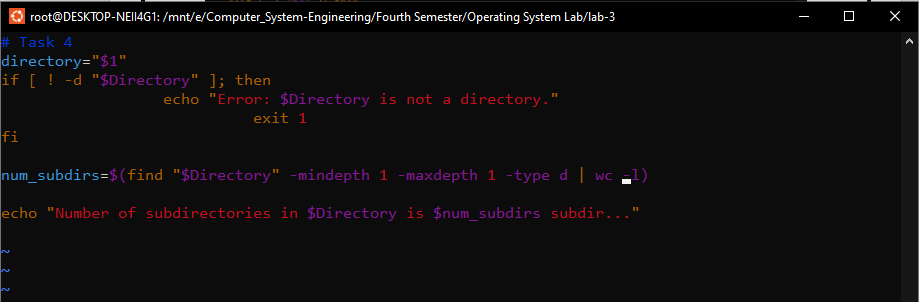 root@DESKTOP-NEII4G1: /mnt/e/Computer_System-Engineering/Fourth Semester/Operating System Lab/lab-3
# Task 4
directory="$1"
if [ ! -d "$Directory" ]; then
echo "Error: $Directory is not a directory."
exit 1
fi
num_subdirs=$(find "$Directory" -mindepth 1 -maxdepth 1 -type d | wc -l)
echo "Number of subdirectories in $Directory is $num_subdirs subdir..."
~
~
~